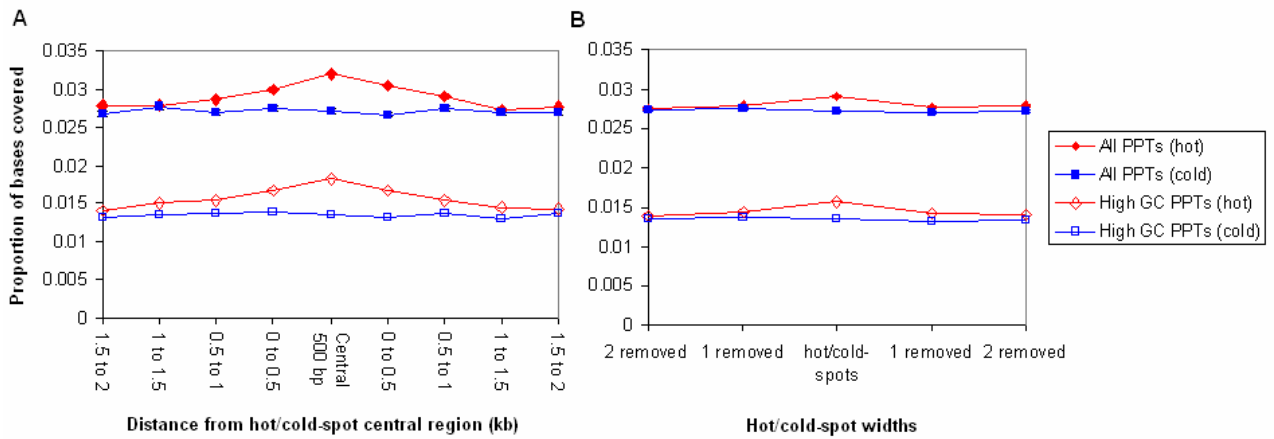 A
B
Proportion of bases covered
0.035
0.03
0.025
0.02
0.015
0.01
0.005
0
1.5 to 2
1 to 1.5
0.5 to 1
0 to 0.5
Central
500 bp
0 to 0.5
0.5 to 1
1 to 1.5
1.5 to 2
Distance from hot/cold-spot central region (kb)
0.035
0.03
0.025
0.02
0.015
0.01
0.005
0
2 removed
1 removed
hot/cold-
spots
1 removed
2 removed
Hot/cold-spot widths
All PPTs (hot)
All PPTs (cold)
High GC PPTs (hot)
High GC PPTs (cold)